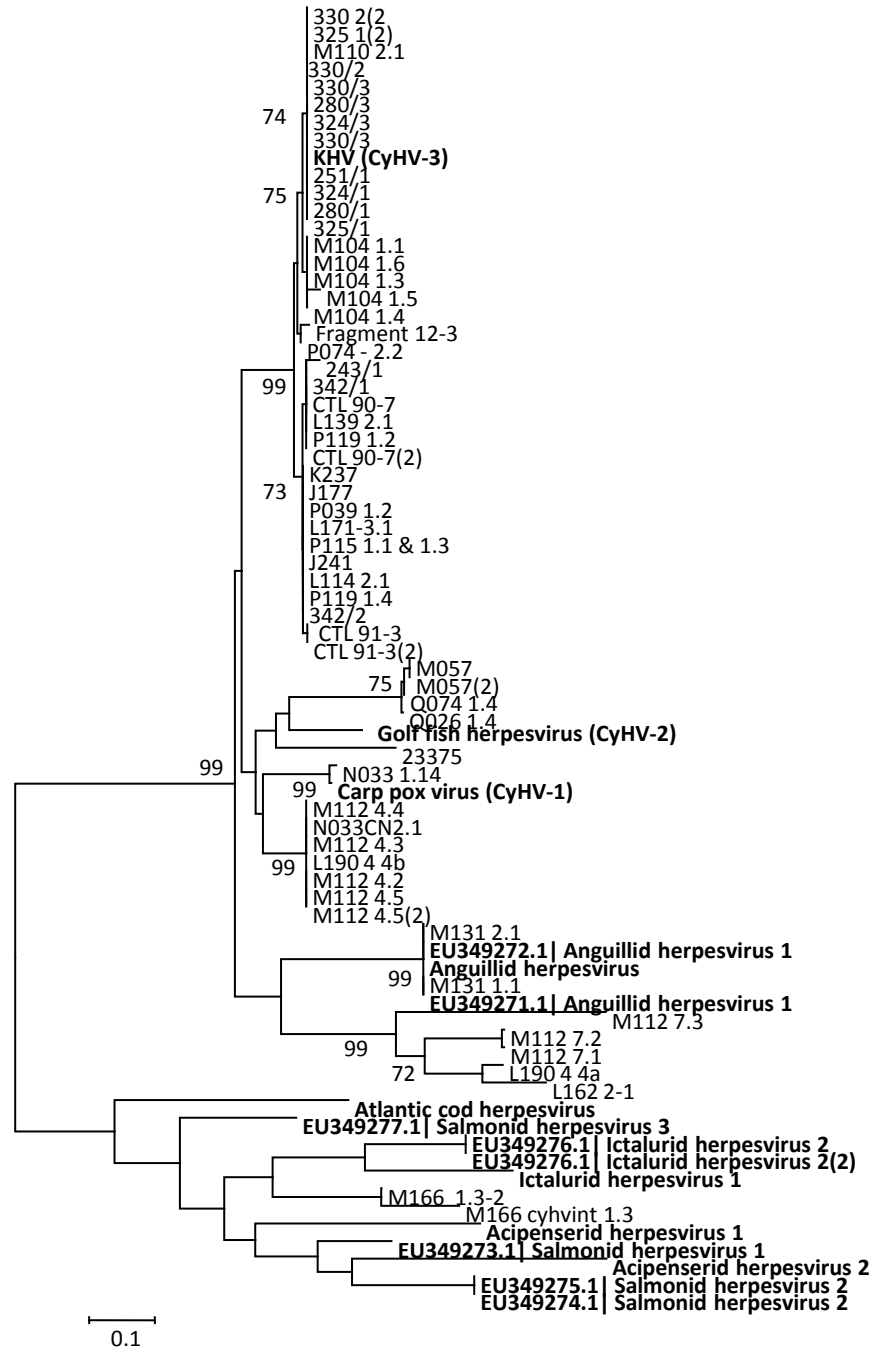 330 2(2
325 1(2)
M110 2.1
330/2
330/3
280/3
74
324/3
330/3
KHV (CyHV-3)
251/1
75
324/1
280/1
325/1
M104 1.1
M104 1.6
M104 1.3
M104 1.5
M104 1.4
Fragment 12-3
P074 - 2.2
243/1
99
342/1
CTL 90-7
L139 2.1
P119 1.2
CTL 90-7(2)
K237
73
J177
P039 1.2
L171-3.1
P115 1.1 & 1.3
J241
L114 2.1
P119 1.4
342/2
CTL 91-3
CTL 91-3(2)
M057
75
M057(2)
Q074 1.4
Q026 1.4
Golf fish herpesvirus (CyHV-2)
23375
99
N033 1.14
99
Carp pox virus (CyHV-1)
M112 4.4
N033CN2.1
M112 4.3
L190 4 4b
99
M112 4.2
M112 4.5
M112 4.5(2)
M131 2.1
EU349272.1| Anguillid herpesvirus 1
Anguillid herpesvirus
99
M131 1.1
EU349271.1| Anguillid herpesvirus 1
M112 7.3
M112 7.2
99
M112 7.1
72
L190 4 4a
L162 2-1
Atlantic cod herpesvirus
EU349277.1| Salmonid herpesvirus 3
EU349276.1| Ictalurid herpesvirus 2
EU349276.1| Ictalurid herpesvirus 2(2)
Ictalurid herpesvirus 1
M166 1.3-2
M166 cyhvint 1.3
Acipenserid herpesvirus 1
EU349273.1| Salmonid herpesvirus 1
Acipenserid herpesvirus 2
EU349275.1| Salmonid herpesvirus 2
EU349274.1| Salmonid herpesvirus 2
0.1